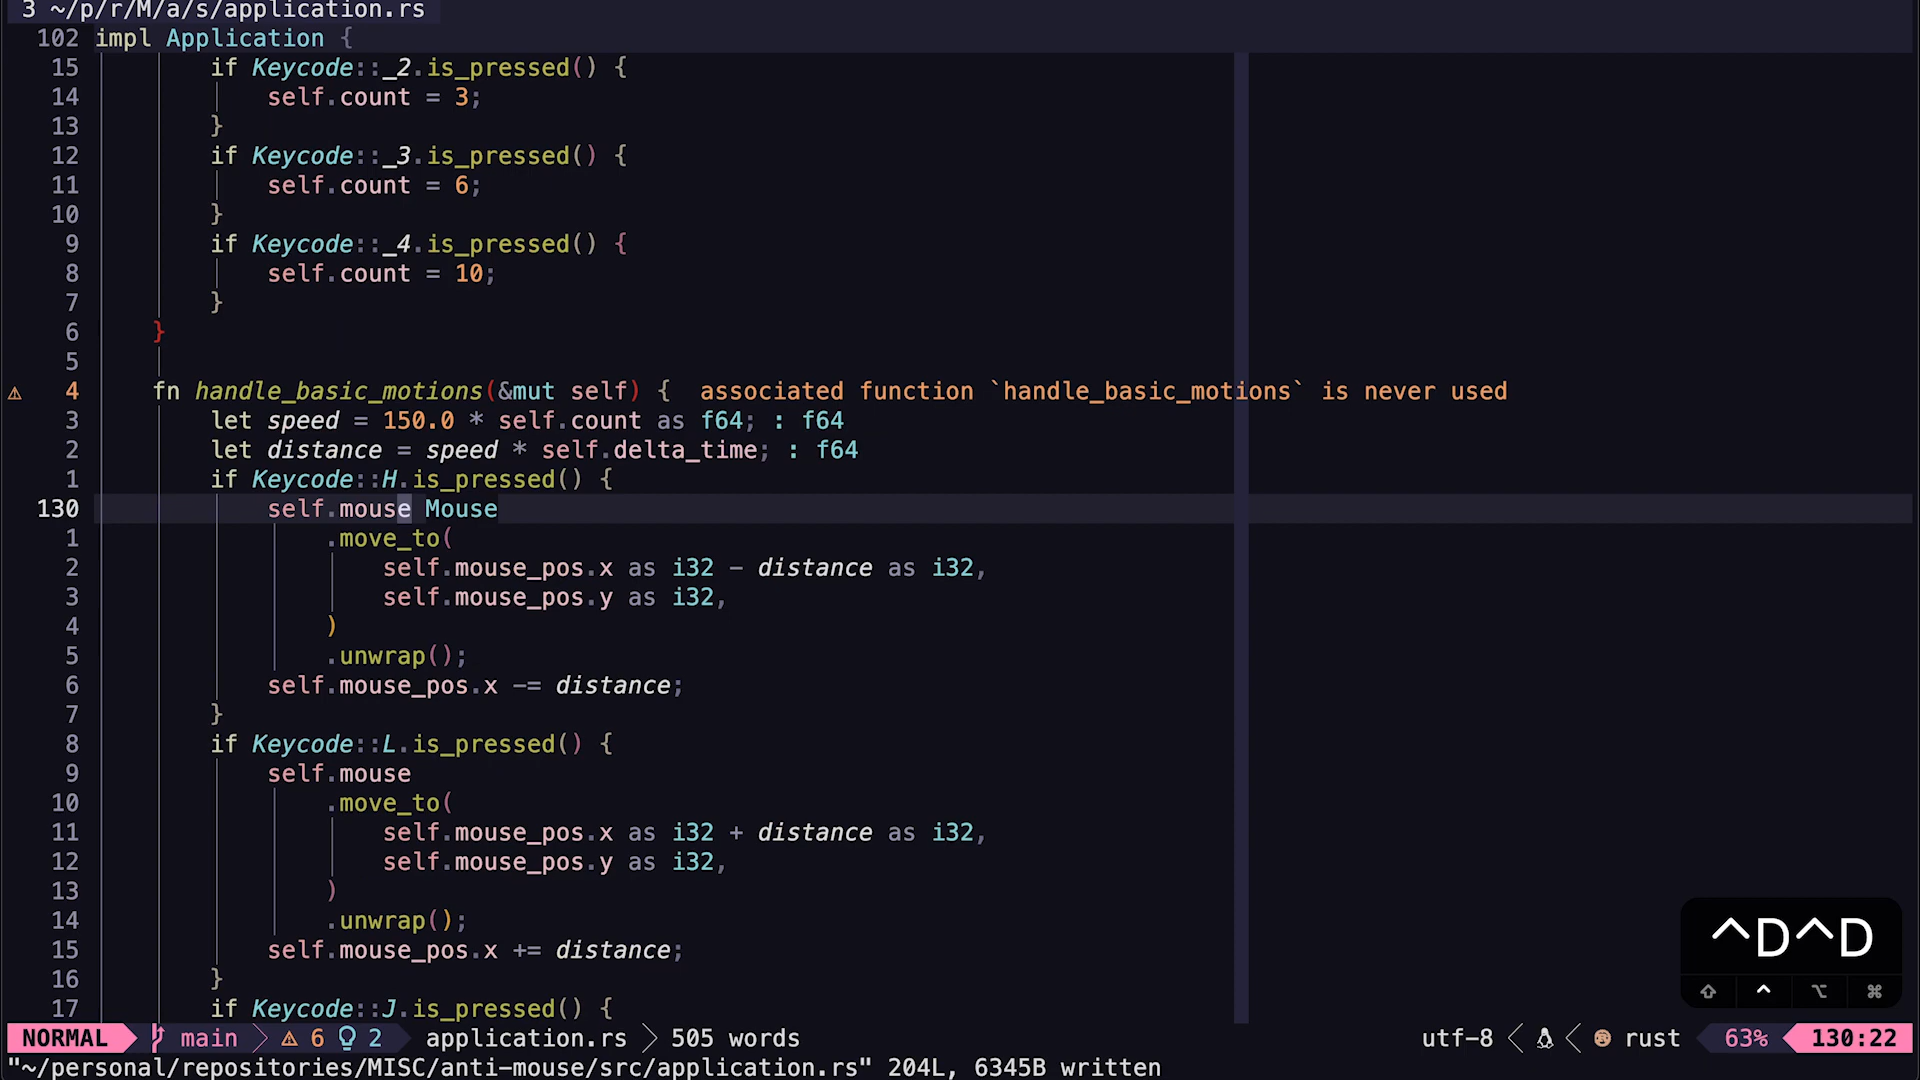 3 ~/p/r/M/a/s/application.rs
102 impl Application {
15 if Keycode::_2.is_pressed() {
14 self.count = 3;
13 }
12 if Keycode::_3.is_pressed() {
11 self.count = 6;
10 }
9 if Keycode::_4.is_pressed() {
8 self.count = 10;
7 }
6 }
5
⚠ 4 fn handle_basic_motions(&mut self) { associated function `handle_basic_motions` is never used
3 let speed = 150.0 * self.count as f64; : f64
2 let distance = speed * self.delta_time; : f64
1 if Keycode::H.is_pressed() {
130 self.mouse Mouse
1 .move_to(
2 self.mouse_pos.x as i32 - distance as i32,
3 self.mouse_pos.y as i32,
4 )
5 .unwrap();
6 self.mouse_pos.x -= distance;
7 }
8 if Keycode::L.is_pressed() {
9 self.mouse
10 .move_to(
11 self.mouse_pos.x as i32 + distance as i32,
12 self.mouse_pos.y as i32,
13 )
14 .unwrap();
15 self.mouse_pos.x += distance;
16 }
17 if Keycode::J.is_pressed() {
^D^D
⇧ ^ ⌥ ⌘
NORMAL main ⚠ 6 2 application.rs 505 words utf-8 rust 63% 130:22
"~/personal/repositories/MISC/anti-mouse/src/application.rs" 204L, 6345B written